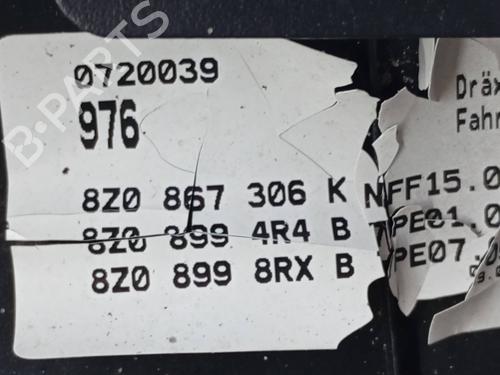 0720039
976
8Z0 867 306 K NFF15.0
8Z0 899 4R4 B PE01.0
8Z0 899 8RX B PE07.0
Dräx
Fahr
B-PARTS